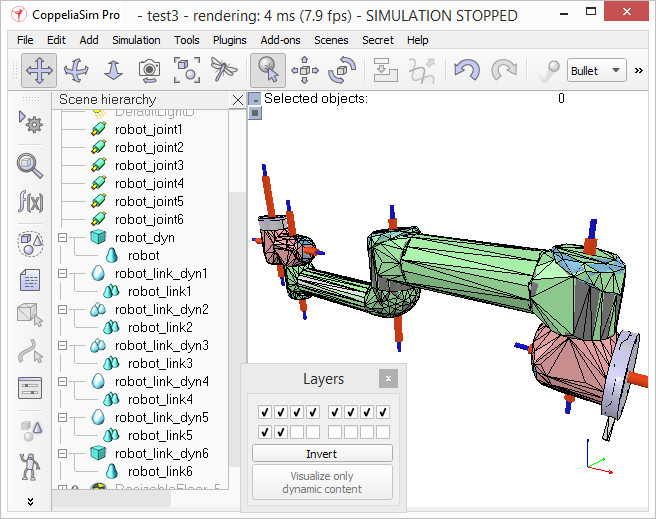 CoppeliaSim Pro - test3 - rendering: 4 ms (7.9 fps) - SIMULATION STOPPED
File Edit Add Simulation Tools Plugins Add-ons Scenes Secret Help
Bullet »
Scene hierarchy
Selected objects: 0
DefaultLightD
robot_joint1
robot_joint2
robot_joint3
robot_joint4
robot_joint5
robot_joint6
robot_dyn
robot
robot_link_dyn1
robot_link1
robot_link_dyn2
robot_link2
robot_link_dyn3
robot_link3
robot_link_dyn4
robot_link4
robot_link_dyn5
robot_link5
robot_link_dyn6
robot_link6
ResizableFloor_5
f(x)
Layers
Invert
Visualize only
dynamic content